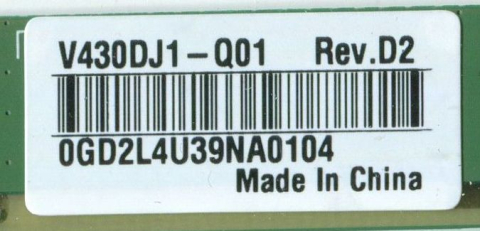 V430DJ1-Q01 Rev.D2
0GD2L4U39NA0104
Made In China